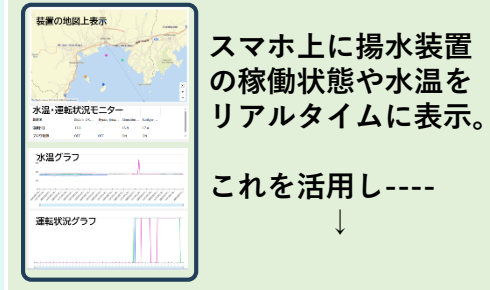 装置の地図上表示
水温・運転状況モニター
水温グラフ
運転状況グラフ
スマホ上に揚水装置
の稼働状態や水温を
リアルタイムに表示。
これを活用し----
↓